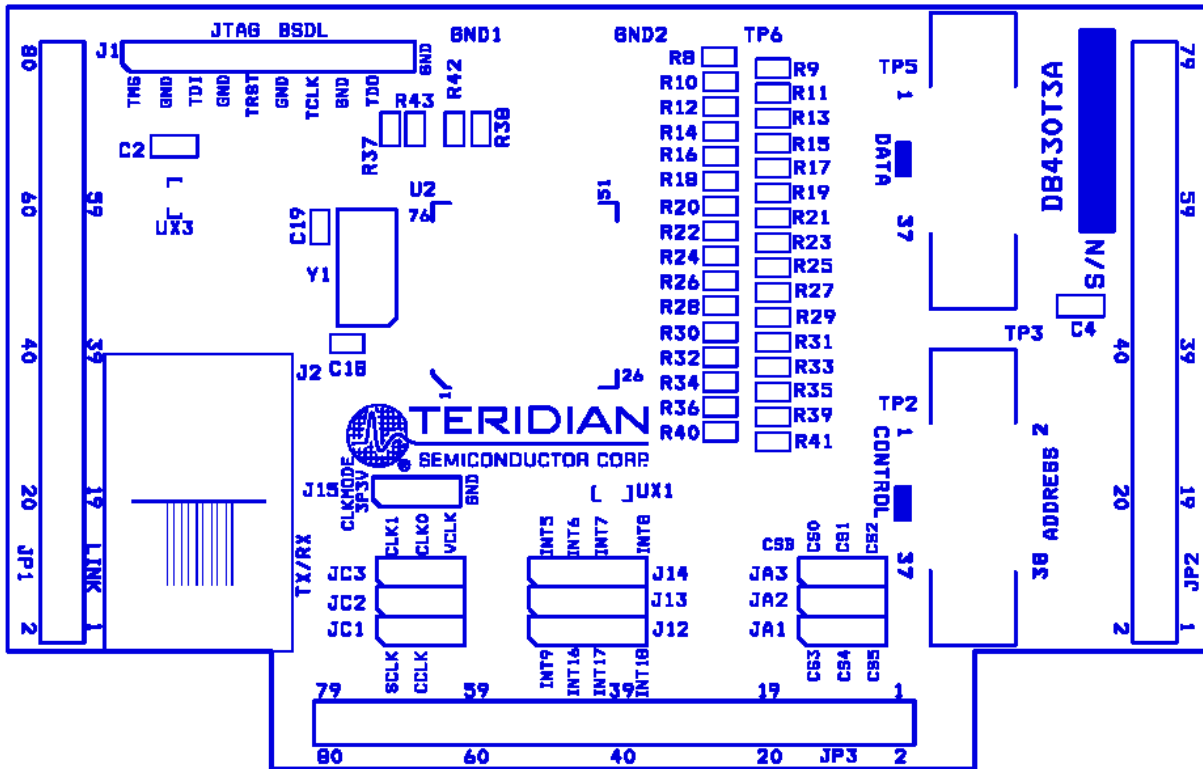 JTAG BSDL
J1
GND
TMS
GND
TDI
GND
TRST
GND
TCLK
GND
TDO
GND1
GND2
TP6
R42
R43
R37
R38
C2
UX3
80
60
59
40
39
20
19
2
1
JP1
LINK
U2
76
51
26
1
C19
Y1
C18
J2
TX/RX
R8
R9
R10
R11
R12
R13
R14
R15
R16
R17
R18
R19
R20
R21
R22
R23
R24
R25
R26
R27
R28
R29
R30
R31
R32
R33
R34
R35
R36
R39
R40
R41
TP5
1
DATA
37
DB430T3A
S/N
C4
TP3
TP2
1
2
CONTROL
ADDRESS
37
38
79
59
40
39
20
19
2
1
JP2
TERIDIAN
®
SEMICONDUCTOR CORP.
CLKMODE
3P3V
J15
GND
UX1
CLK1
CLK0
VCLK
JC3
JC2
JC1
SCLK
CCLK
INT5
INT6
INT7
INT8
J14
J13
J12
INT9
INT16
INT17
INT18
CSB
CS0
CS1
CS2
JA3
JA2
JA1
CS3
CS4
CS5
79
59
39
19
1
80
60
40
20
JP3
2